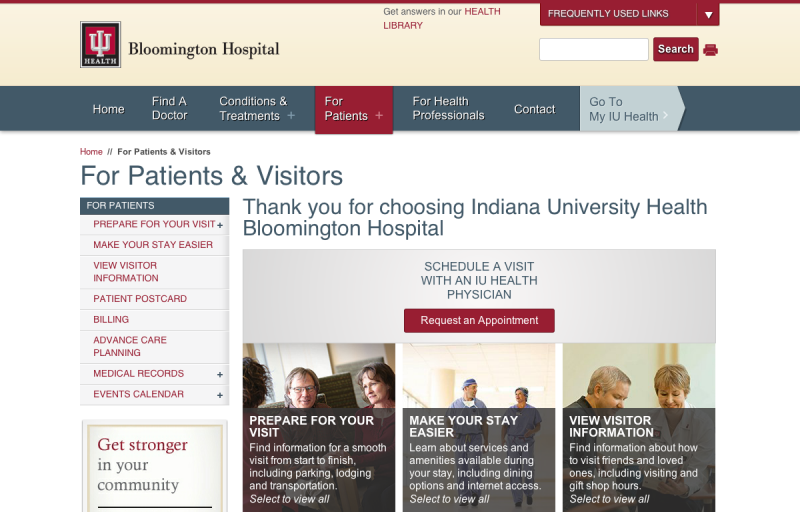 Get answers in our HEALTH
LIBRARY
FREQUENTLY USED LINKS
HEALTH
Bloomington Hospital
Search
Home
Find A
Doctor
Conditions &
Treatments +
For
Patients +
For Health
Professionals
Contact
Go To
My IU Health
Home // For Patients & Visitors
For Patients & Visitors
FOR PATIENTS
PREPARE FOR YOUR VISIT +
MAKE YOUR STAY EASIER
VIEW VISITOR
INFORMATION
PATIENT POSTCARD
BILLING
ADVANCE CARE
PLANNING
MEDICAL RECORDS +
EVENTS CALENDAR +
Get stronger
in your
community
Thank you for choosing Indiana University Health
Bloomington Hospital
SCHEDULE A VISIT
WITH AN IU HEALTH
PHYSICIAN
Request an Appointment
PREPARE FOR YOUR
VISIT
Find information for a smooth
visit from start to finish,
including parking, lodging
and transportation.
Select to view all
MAKE YOUR STAY
EASIER
Learn about services and
amenities available during
your stay, including dining
options and internet access.
Select to view all
VIEW VISITOR
INFORMATION
Find information about how
to visit friends and loved
ones, including visiting and
gift shop hours.
Select to view all